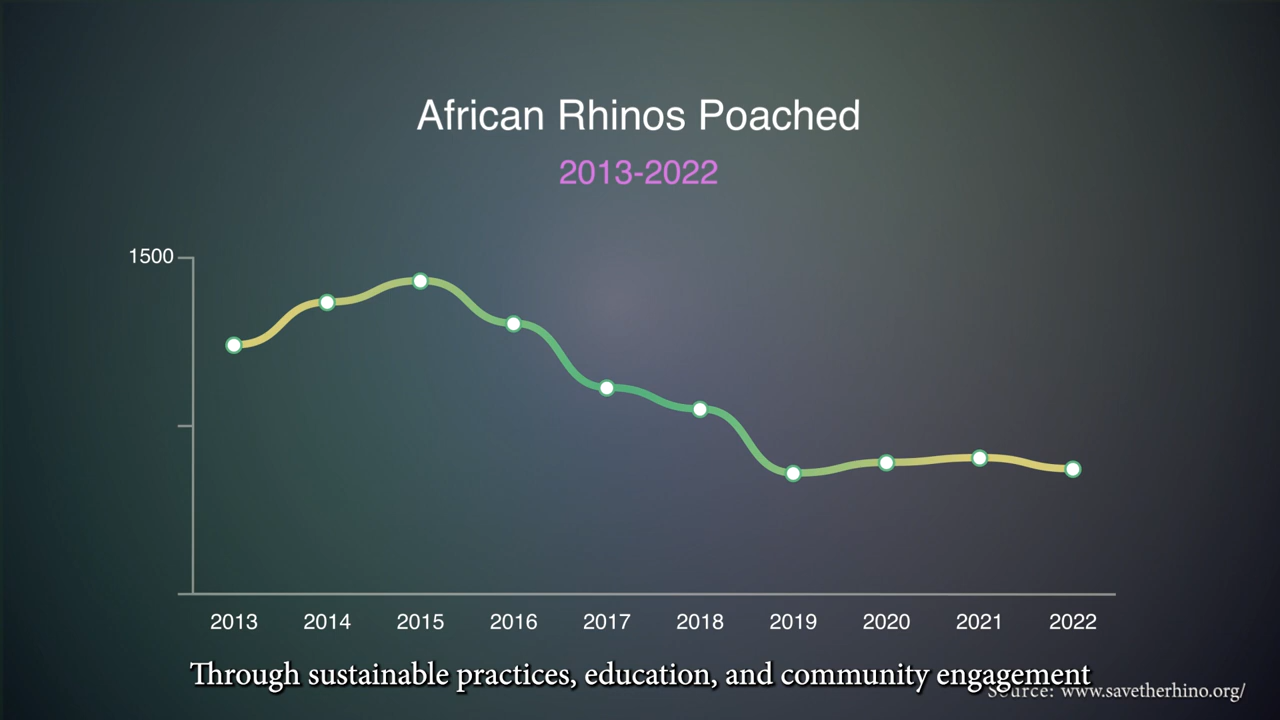 African Rhinos Poached
2013-2022
1500
2013 2014 2015 2016 2017 2018 2019 2020 2021 2022
Through sustainable practices, education, and community engagement
Source: www.savetherhino.org/